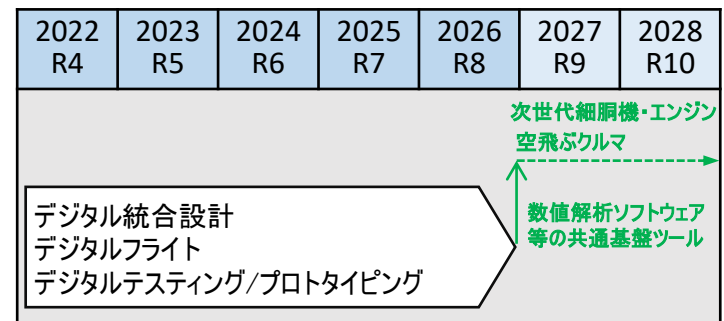 2022 2023 2024 2025 2026 2027 2028
R4 R5 R6 R7 R8 R9 R10
次世代細胴機・エンジン
空飛ぶクルマ
デジタル統合設計
デジタルフライト
デジタルテスティング/プロトタイピング
数値解析ソフトウェア
等の共通基盤ツール